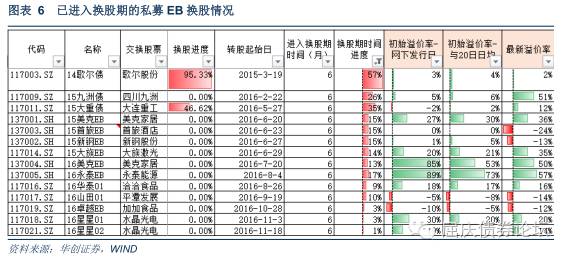 图表 6 已进入换股期的私募 EB 换股情况
代码 名称 交换股票 换股进度 转股起始日 进入换股期时间（月） 换股期时间进度 初始溢价率-网下发行日 初始溢价率-与20日日均 最新溢价率
117003.SZ 14歌尔债 歌尔股份 95.33% 2015-3-19 6 57% 3% 4% 2%
117009.SZ 15九洲债 四川九洲 0.00% 2016-2-22 6 26% 5% 6% 51%
117011.SZ 15大重债 大连重工 46.62% 2016-5-27 6 35% -2% 2% 12%
137001.SH 15美克EB 美克家居 0.00% 2016-6-20 6 15% 27% 30% 36%
137003.SH 15首旅EB 首旅酒店 0.00% 2016-6-23 6 15% 0% 0% -24%
137002.SH 15新钢EB 新钢股份 0.00% 2016-6-27 6 1% 5% -13%
117014.SZ 15大族EB 大族激光 0.00% 2016-6-29 6 14% 20% 21% 35%
137004.SH 16美克EB 美克家居 0.00% 2016-7-20 6 13% 85% 53% 50%
137005.SH 16永泰EB 永泰能源 0.00% 2016-8-4 6 17% 89% 73% 57%
117016.SZ 16华泰01 洽洽食品 0.00% 2016-8-26 6 9% 18% 17% 16%
117017.SZ 16山田01 平潭发展 0.00% 2016-9-19 6 10% -5% -8% -14%
117019.SZ 16卓越EB 加加食品 0.00% 2016-10-28 6 3% -10% -5% -12%
117018.SZ 16星星01 水晶光电 0.00% 2016-11-3 6 3% 30% 20% 20%
117021.SZ 16星星02 水晶光电 0.00% 2016-11-18 6 2%
屈庆债券论坛
资料来源：华创证券，WIND